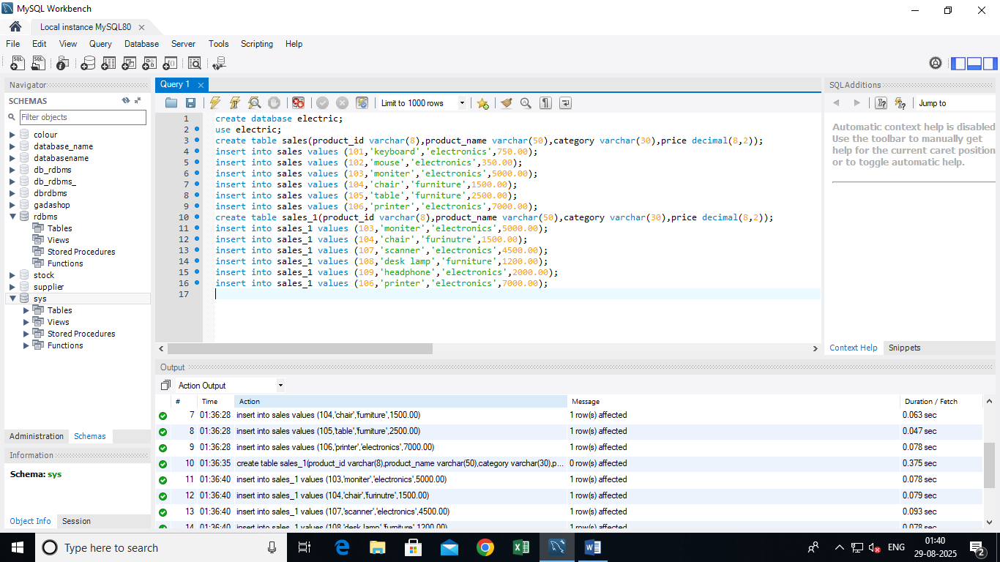 MySQL Workbench
Local instance MySQL80
File Edit View Query Database Server Tools Scripting Help
Navigator
SCHEMAS
Filter objects
colour
database_name
databasename
db_rdbms
db_rdbms_
dbrdbms
gadashop
rdbms
Tables
Views
Stored Procedures
Functions
stock
supplier
sys
Tables
Views
Stored Procedures
Functions
Administration Schemas
Information
Schema: sys
Object Info Session
Query 1
Limit to 1000 rows
1 create database electric;
2 use electric;
3 create table sales(product_id varchar(8),product_name varchar(50),category varchar(30),price decimal(8,2));
4 insert into sales values (101,'keyboard','electronics',750.00);
5 insert into sales values (102,'mouse','electronics',350.00);
6 insert into sales values (103,'moniter','electronics',5000.00);
7 insert into sales values (104,'chair','furniture',1500.00);
8 insert into sales values (105,'table','furniture',2500.00);
9 insert into sales values (106,'printer','electronics',7000.00);
10 create table sales_1(product_id varchar(8),product_name varchar(50),category varchar(30),price decimal(8,2));
11 insert into sales_1 values (103,'moniter','electronics',5000.00);
12 insert into sales_1 values (104,'chair','furinutre',1500.00);
13 insert into sales_1 values (107,'scanner','electronics',4500.00);
14 insert into sales_1 values (108,'desk lamp','furniture',1200.00);
15 insert into sales_1 values (109,'headphone','electronics',2000.00);
16 insert into sales_1 values (106,'printer','electronics',7000.00);
17
SQLAdditions
Jump to
Automatic context help is disabled
Use the toolbar to manually get
help for the current caret position
or to toggle automatic help.
Context Help Snippets
Output
Action Output
# Time Action Message Duration / Fetch
7 01:36:28 insert into sales values (104,'chair','furniture',1500.00) 1 row(s) affected 0.063 sec
8 01:36:28 insert into sales values (105,'table','furniture',2500.00) 1 row(s) affected 0.047 sec
9 01:36:28 insert into sales values (106,'printer','electronics',7000.00) 1 row(s) affected 0.078 sec
10 01:36:35 create table sales_1(product_id varchar(8),product_name varchar(50),category varchar(30),p... 0 row(s) affected 0.375 sec
11 01:36:40 insert into sales_1 values (103,'moniter','electronics',5000.00) 1 row(s) affected 0.078 sec
12 01:36:40 insert into sales_1 values (104,'chair','furinutre',1500.00) 1 row(s) affected 0.079 sec
13 01:36:40 insert into sales_1 values (107,'scanner','electronics',4500.00) 1 row(s) affected 0.093 sec
14 01:36:40 insert into sales_1 values (108,'desk lamp','furniture',1200.00) 1 row(s) affected 0.078 sec
Type here to search
ENG
01:40
29-08-2025
2